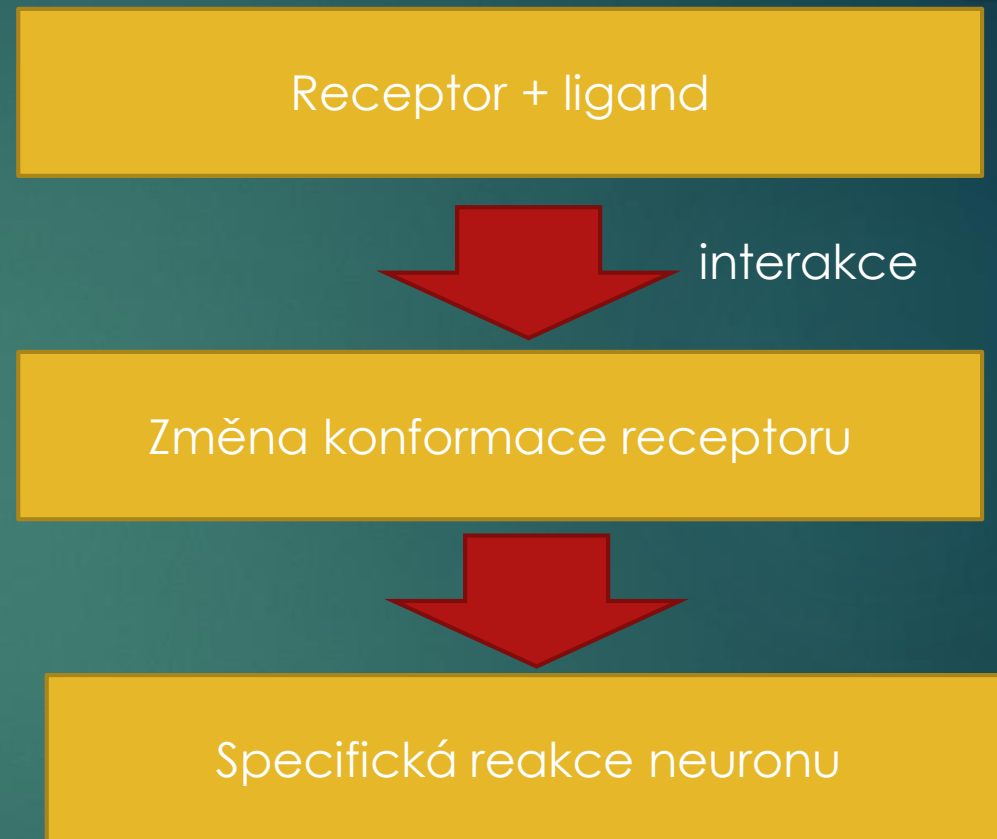 Receptor + ligand
interakce
Změna konformace receptoru
Specifická reakce neuronu